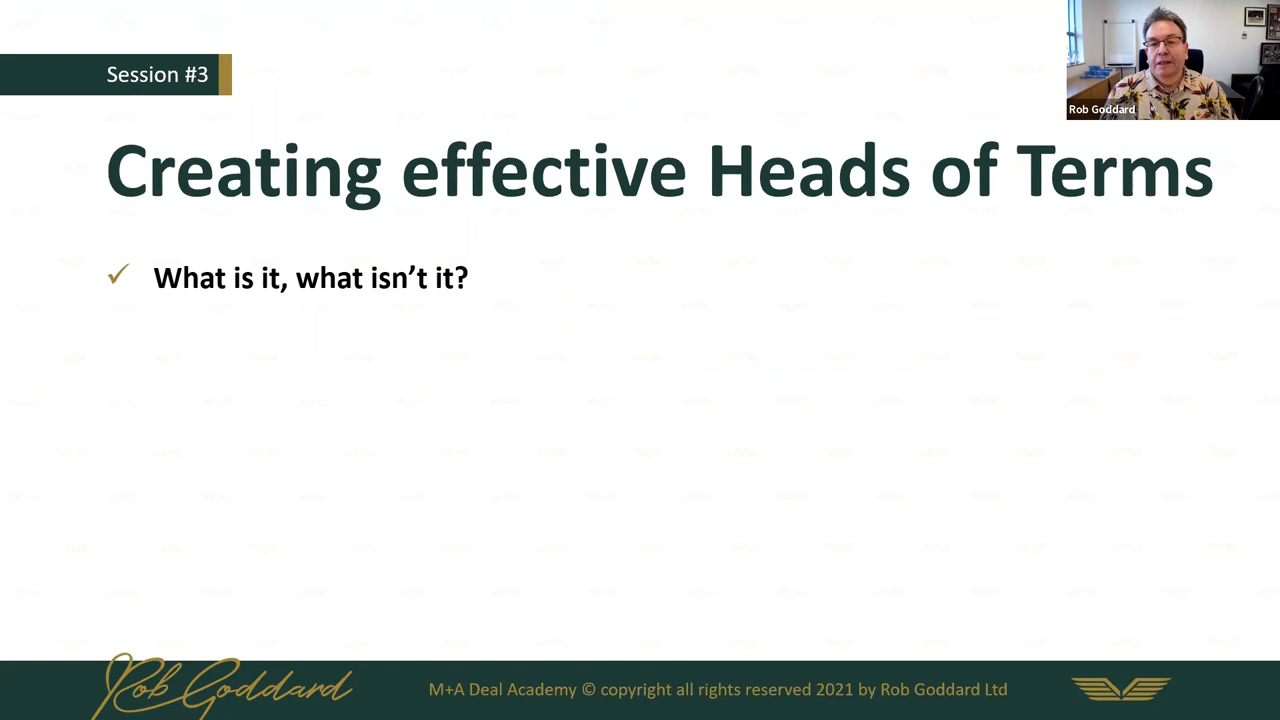 Session #3
Rob Goddard
Creating effective Heads of Terms
What is it, what isn’t it?
Rob Goddard
M+A Deal Academy © copyright all rights reserved 2021 by Rob Goddard Ltd